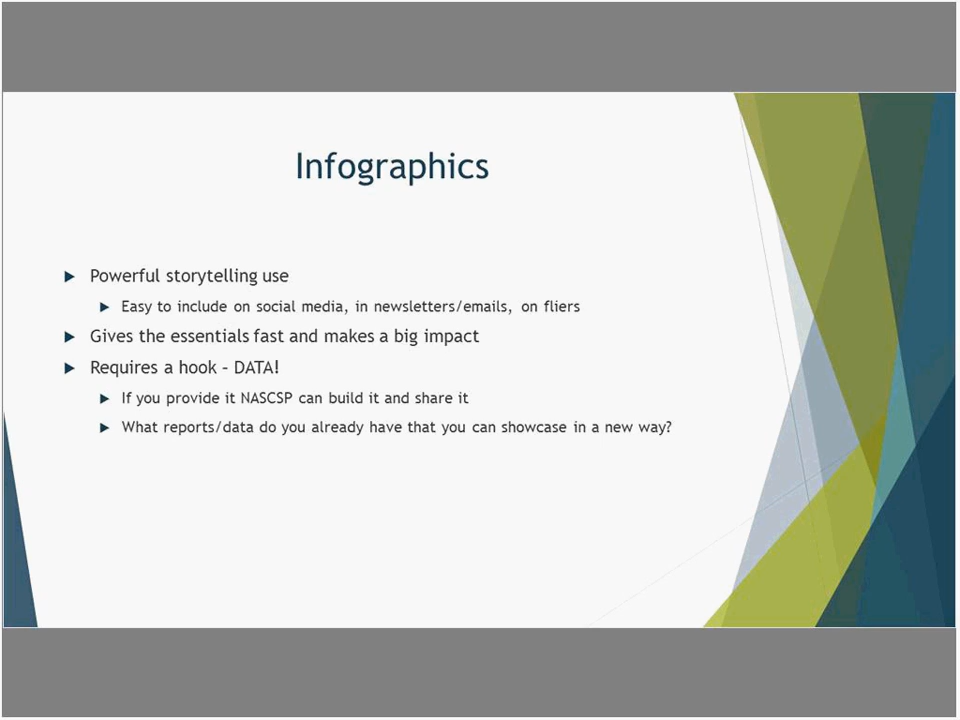 Infographics
Powerful storytelling use
Easy to include on social media, in newsletters/emails, on fliers
Gives the essentials fast and makes a big impact
Requires a hook – DATA!
If you provide it NASCSP can build it and share it
What reports/data do you already have that you can showcase in a new way?